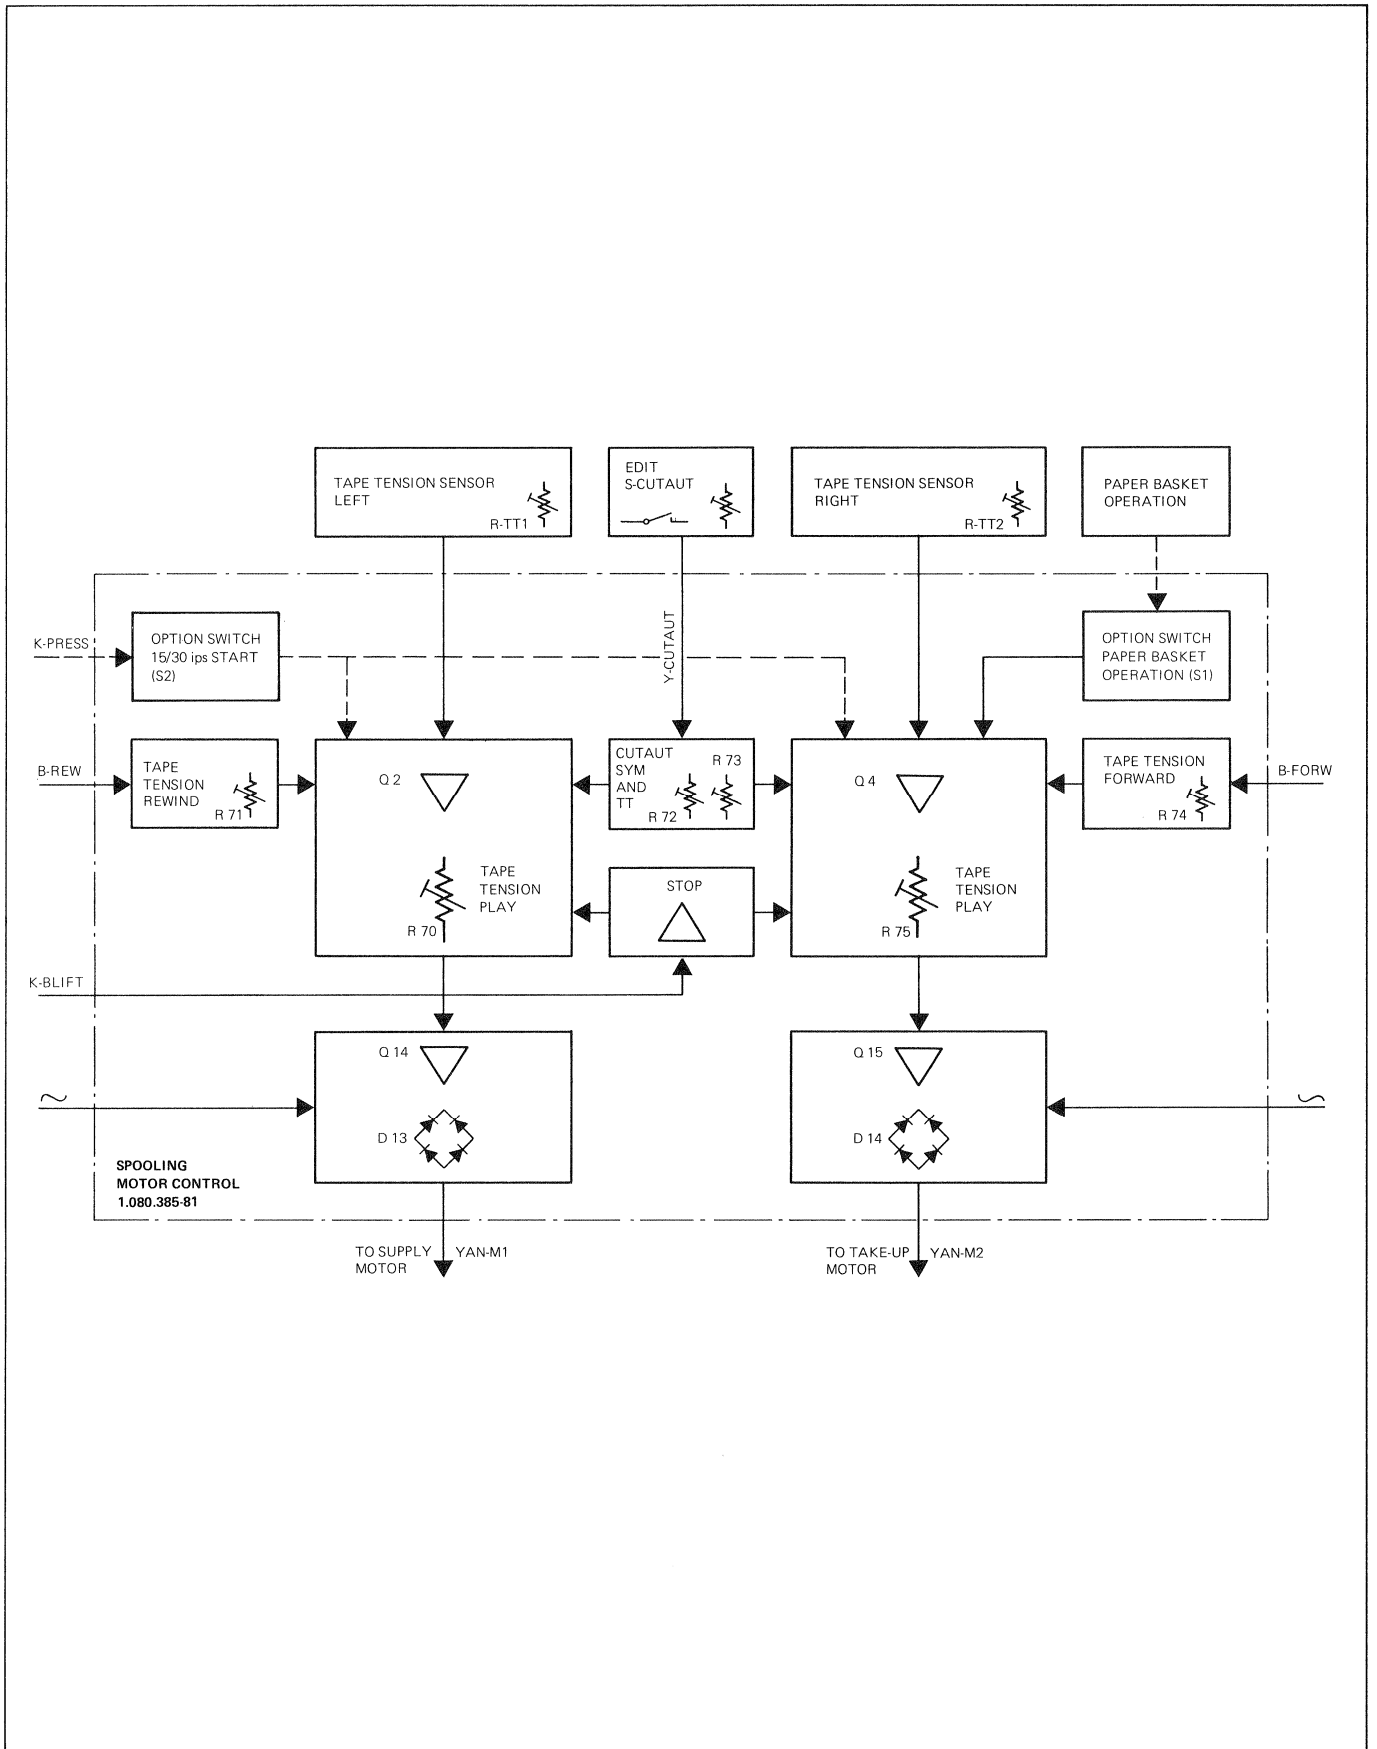 TAPE TENSION SENSOR
LEFT
R-TT1
EDIT
S-CUTAUT
TAPE TENSION SENSOR
RIGHT
R-TT2
PAPER BASKET
OPERATION
K-PRESS
OPTION SWITCH
15/30 ips START
(S2)
Y-CUTAUT
OPTION SWITCH
PAPER BASKET
OPERATION (S1)
B-REW
TAPE
TENSION
REWIND
R 71
Q 2
TAPE
TENSION
PLAY
R 70
CUTAUT
SYM
AND
TT
R 73
R 72
Q 4
TAPE
TENSION
PLAY
R 75
TAPE TENSION
FORWARD
R 74
B-FORW
STOP
K-BLIFT
Q 14
D 13
Q 15
D 14
SPOOLING
MOTOR CONTROL
1.080.385-81
TO SUPPLY
MOTOR
YAN-M1
TO TAKE-UP
MOTOR
YAN-M2